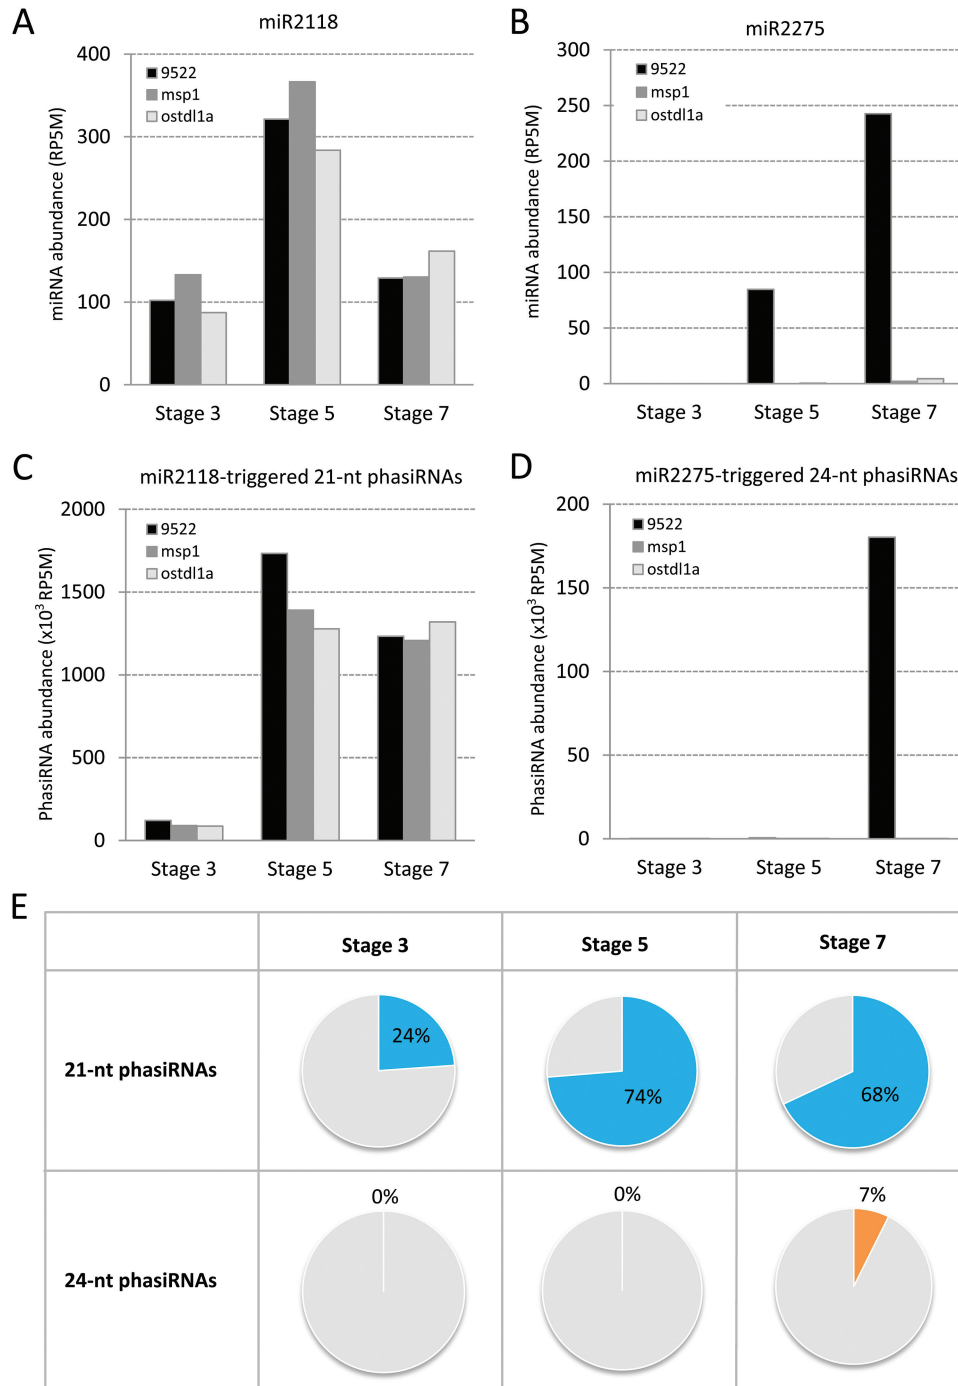 A
miR2118
miRNA abundance (RP5M)
400
300
200
100
0
9522
msp1
ostdl1a
Stage 3 Stage 5 Stage 7
B
miR2275
miRNA abundance (RP5M)
300
250
200
150
100
50
0
9522
msp1
ostdl1a
Stage 3 Stage 5 Stage 7
C
miR2118-triggered 21-nt phasiRNAs
PhasiRNA abundance (x10³ RP5M)
2000
1500
1000
500
0
9522
msp1
ostdl1a
Stage 3 Stage 5 Stage 7
D
miR2275-triggered 24-nt phasiRNAs
PhasiRNA abundance (x10³ RP5M)
200
150
100
50
0
9522
msp1
ostdl1a
Stage 3 Stage 5 Stage 7
E
Stage 3 Stage 5 Stage 7
21-nt phasiRNAs
24% 74% 68%
24-nt phasiRNAs
0% 0% 7%